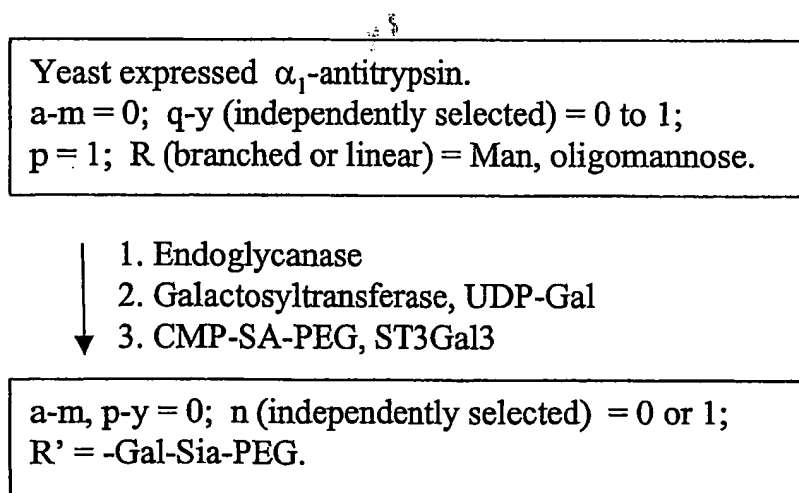 Yeast expressed α₁-antitrypsin.
a-m = 0; q-y (independently selected) = 0 to 1;
p = 1; R (branched or linear) = Man, oligomannose.
1. Endoglycanase
2. Galactosyltransferase, UDP-Gal
3. CMP-SA-PEG, ST3Gal3
a-m, p-y = 0; n (independently selected) = 0 or 1;
R' = -Gal-Sia-PEG.